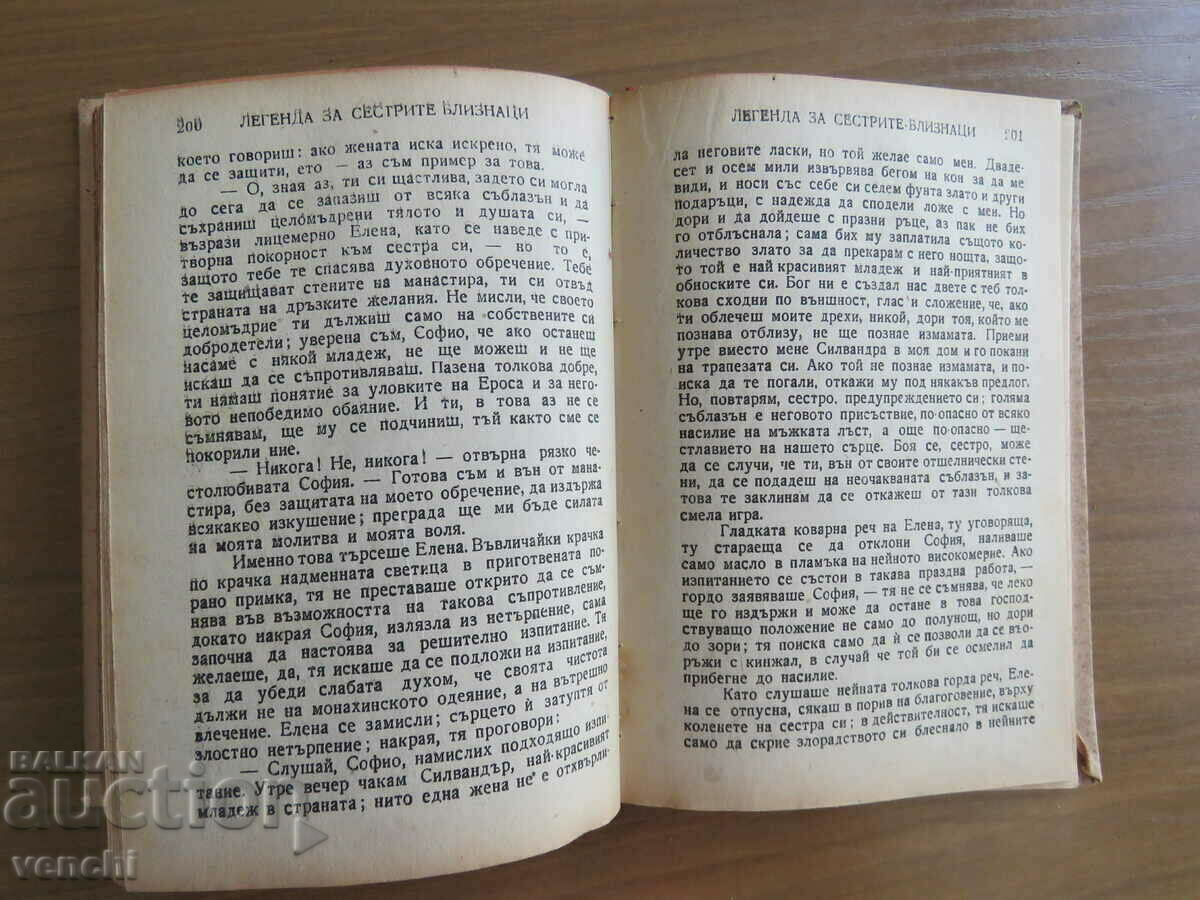 200 ЛЕГЕНДА ЗА СЕСТРИТЕ БЛИЗНАЦИ
което говориш: ако жената иска искрено, тя може
да се защити, ето — аз съм пример за това.
— О, зная аз, ти си щастлива, задето си могла
до сега да се запазиш от всяка съблазън и да
съхраниш целомъдрени тялото и душата си, —
възрази лицемерно Елена, като се наведе с при-
творна покорност към сестра си, — но то е,
защото тебе те спасява духовното обречение. Тебе
те защищават стените на манастира, ти си отвъд
страната на дръзките желания. Не мисли, че своето
целомъдрие ти дължиш само на собствените си
добродетели; уверена съм, Софио, че ако останеш
насаме с някой младеж, не ще можеш и не ще
искаш да се съпротивляваш. Пазена толкова добре,
ти нямаш понятие за уловките на Ероса и за него-
вото непобедимо обаяние. И ти, в това аз не се
съмнявам, ще му се подчиниш, тъй както сме се
покорили ние.
— Никога! Не, никога! — отвърна рязко че-
столюбивата София. — Готова съм и вън от мана-
стира, без защитата на моето обречение, да издържа
всякакво изкушение; преграда ще ми бъде силата
на моята молитва и моята воля.
Именно това търсеше Елена. Въвличайки крачка
по крачка надменната светица в приготвената по-
рано примка, тя не преставаше открито да се съм-
нява във възможността на такова съпротивление,
докато накрая София, излязла из нетърпение, сама
започна да настоява за решително изпитание. Тя
желаеше, да, тя искаше да се подложи на изпитание,
за да убеди слабата духом, че своята чистота
дължи не на монахинското одеяние, а на вътрешно
влечение. Елена се замисли; сърцето ѝ затуптя от
злостно нетърпение; накрая, тя проговори:
— Слушай, Софио, намислих подходящо изпи-
тание. Утре вечер чакам Силвандър, най-красивият
младеж в страната; нито една жена не е отхвърли-
ЛЕГЕНДА ЗА СЕСТРИТЕ-БЛИЗНАЦИ 201
ла неговите ласки, но той желае само мен. Двадe-
сет и осем мили извървява бегом на кон за да ме
види, и носи със себе си седем фунта злато и други
подаръци, с надежда да сподели ложе с мен. Но
дори и да дойдеше с празни ръце, аз пак не бих
го отблъснала; сама бих му заплатила същото ко-
личество злато за да прекарам с него нощта, защо-
то той е най красивият младеж и най-приятният в
обноските си. Бог ни е създал нас двете с теб тол-
кова сходни по външност, глас и сложение, че, ако
ти облечеш моите дрехи, никой, дори тоя, който ме
познава отблизу, не ще познае измамата. Приеми
утре вместо мене Силвандра в моя дом и го покани
на трапезата си. Ако той не познае измамата, и по-
иска да те погали, откажи му под някакъв предлог.
Но, повтарям, сестро, предупреждението си; голяма
съблазън е неговото присъствие, по-опасно от всяко
насилие на мъжката лъст, а още по-опасно — ще-
стлавието на нашето сърце. Боя се, сестро, може
да се случи, че ти, вън от своите отшелнически сте-
ни, да се подадеш на неочакваната съблазън, и за-
това те заклинам да се откажеш от тази толкова
смела игра.
Гладката коварна реч на Елена, ту уговоряща,
ту стараеща се да отклони София, наливаше
само масло в пламъка на нейното високомерие. Ако
изпитанието се състои в такава праздна работа, —
гордо заявяваше София, — тя не се съмнява, че леко
ще го издържи и може да остане в това господ-
ствуващо положение не само до полунощ, но дори
до зори; тя поиска само да ѝ се позволи да се въо-
ръжи с кинжал, в случай че той би се осмелил да
прибегне до насилие.
Като слушаше нейната толкова горда реч, Еле-
на се отпусна, сякаш в порив на благоговение, върху
коленете на сестра си; в действителност, тя искаше
само да скрие злорадството си блеснало в нейните
BALKAN
auction
venchi